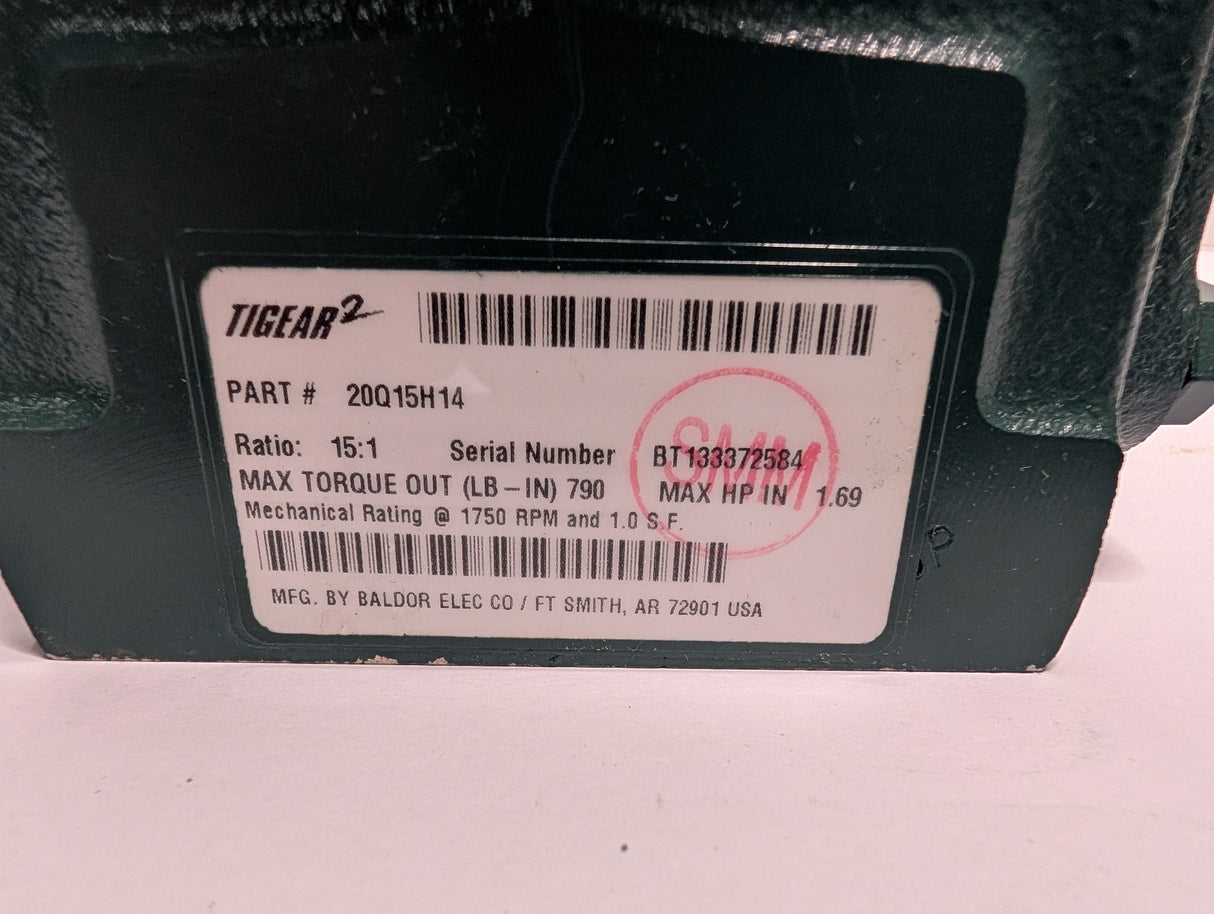 TIGEAR2
PART # 20Q15H14
Ratio: 15:1 Serial Number BT133372584
SMM
MAX TORQUE OUT (LB-IN) 790 MAX HP IN 1.69
Mechanical Rating @ 1750 RPM and 1.0 S.F.
MFG. BY BALDOR ELEC CO / FT SMITH, AR 72901 USA